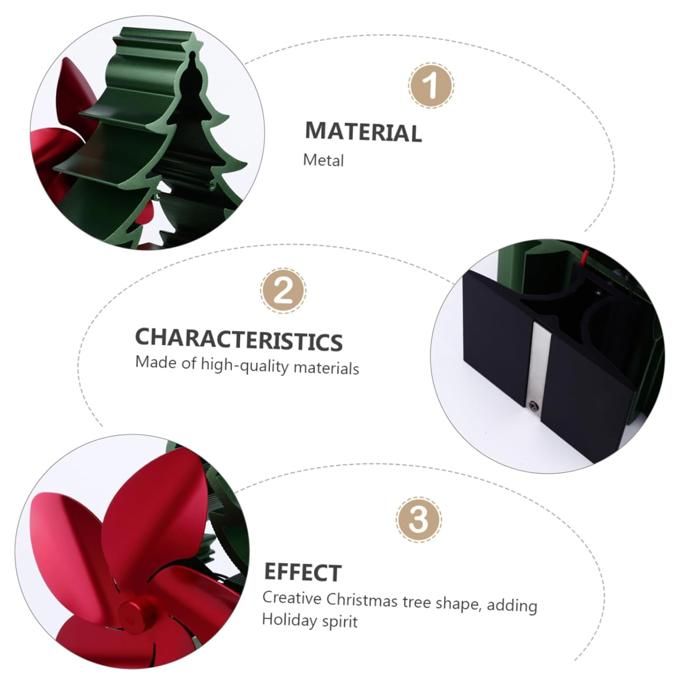 1
MATERIAL
Metal
2
CHARACTERISTICS
Made of high-quality materials
3
EFFECT
Creative Christmas tree shape, adding
Holiday spirit